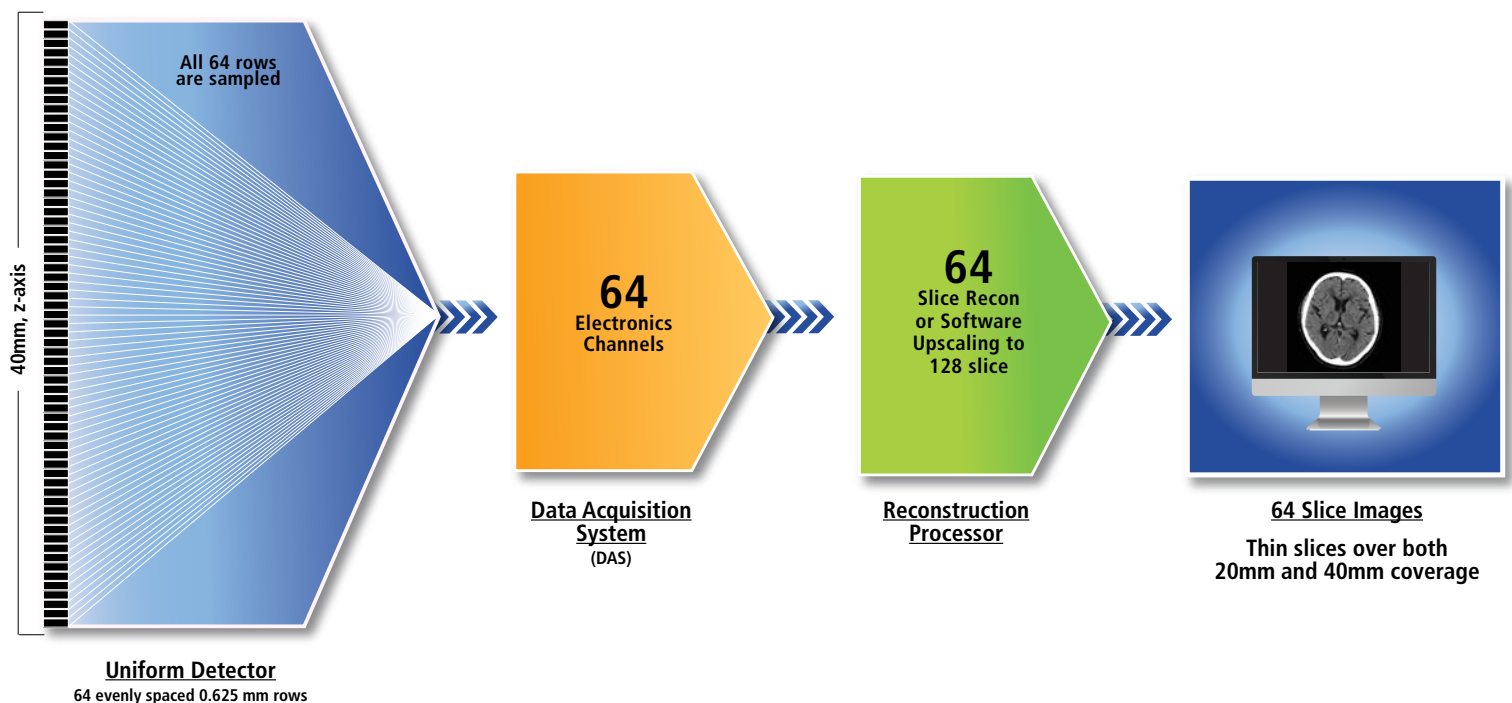 All 64 rows
are sampled
40mm, z-axis
Uniform Detector
64 evenly spaced 0.625 mm rows
64
Electronics
Channels
Data Acquisition
System
(DAS)
64
Slice Recon
or Software
Upscaling to
128 slice
Reconstruction
Processor
64 Slice Images
Thin slices over both
20mm and 40mm coverage